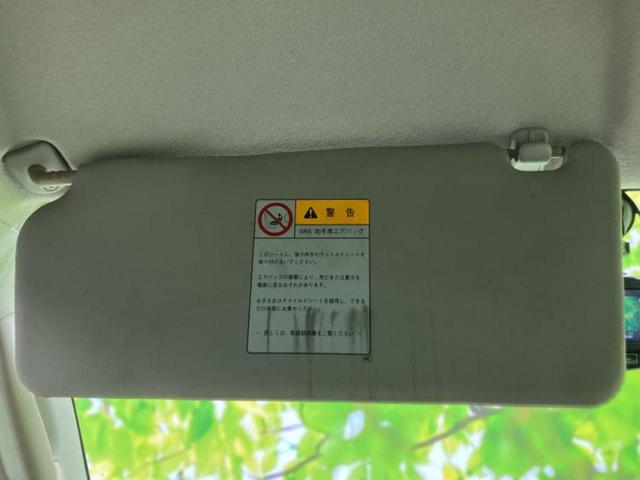 警告
SRS 助手席エアバッグ
このシートに、後ろ向きのチャイルドシートを
取り付けないでください。
エアバッグの衝撃により、死亡または重大な
傷害に至るおそれがあります。
お子さまはチャイルドシートを使用し、できる
だけ後席にお乗せください。
− 詳しくは、取扱説明書をご覧ください −